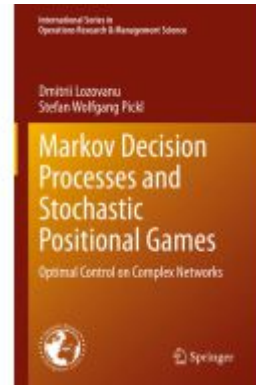 International Series in
Operations Research & Management Science
Dmitrii Lozovanu
Stefan Wolfgang Pickl
Markov Decision
Processes and
Stochastic
Positional Games
Optimal Control on Complex Networks
Springer